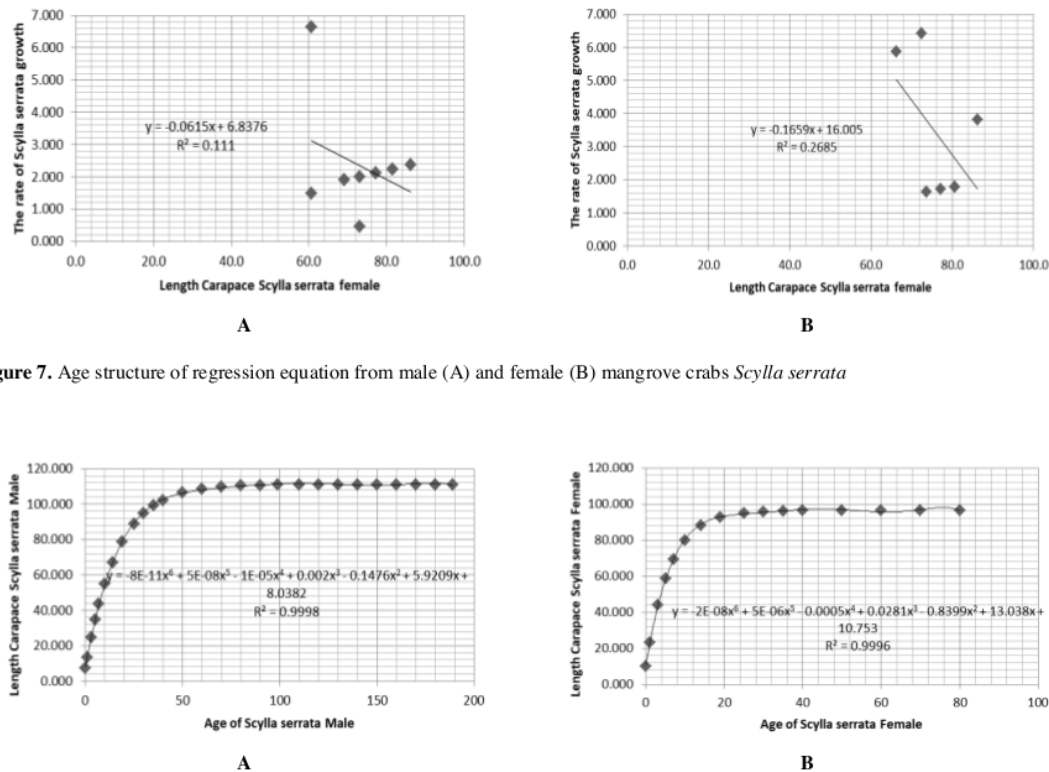 7.000
6.000
5.000
4.000
3.000
2.000
1.000
0.000
The rate of Scylla serrata growth
y = -0.0615x + 6.8376
R² = 0.111
0.0 20.0 40.0 60.0 80.0 100.0
Length Carapace Scylla serrata female
A
7.000
6.000
5.000
4.000
3.000
2.000
1.000
0.000
The rate of Scylla serrata growth
y = -0.1659x + 16.005
R² = 0.2685
0.0 20.0 40.0 60.0 80.0 100.0
Length Carapace Scylla serrata female
B
gure 7. Age structure of regression equation from male (A) and female (B) mangrove crabs Scylla serrata
120.000
100.000
80.000
60.000
40.000
20.000
0.000
Length Carapace Scylla serrata Male
y = -8E-11x⁶ + 5E-08x⁵ - 1E-05x⁴ + 0.002x³ - 0.1476x² + 5.9209x +
8.0382
R² = 0.9998
0 50 100 150 200
Age of Scylla serrata Male
A
120.000
100.000
80.000
60.000
40.000
20.000
0.000
Length Carapace Scylla serrata Female
y = -2E-08x⁶ + 5E-06x⁵ - 0.0005x⁴ + 0.0281x³ - 0.8399x² + 13.038x +
10.753
R² = 0.9996
0 20 40 60 80 100
Age of Scylla serrata Female
B